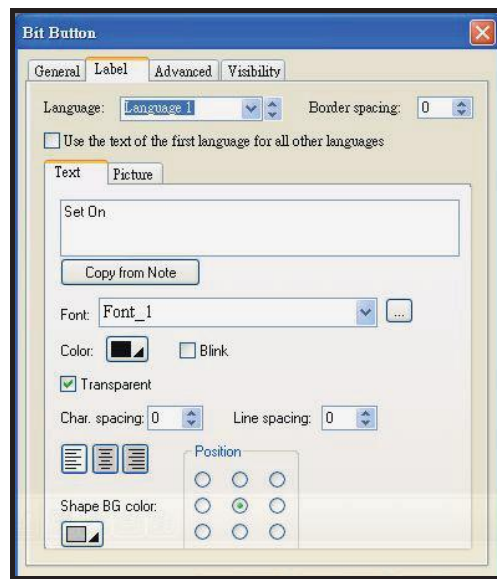 Bit Button
General Label Advanced Visibility
Language: Language 1 Border spacing: 0
Use the text of the first language for all other languages
Text Picture
Set On
Copy from Note
Font: Font_1 ...
Color: Blink
Transparent
Char. spacing: 0 Line spacing: 0
Position
Shape BG color: